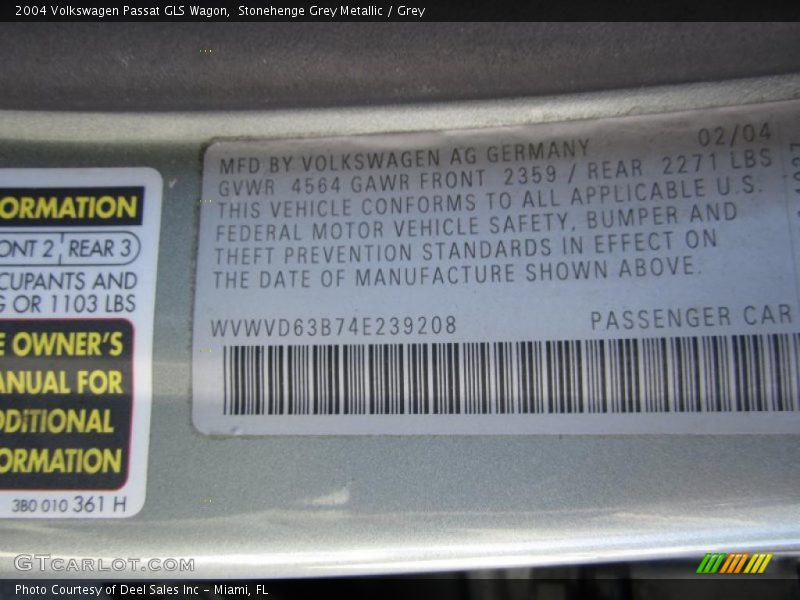 2004 Volkswagen Passat GLS Wagon, Stonehenge Grey Metallic / Grey
ORMATION
ONT 2 REAR 3
CUPANTS AND
G OR 1103 LBS
E OWNER'S
ANUAL FOR
DDITIONAL
ORMATION
3B0 010 361 H
MFD BY VOLKSWAGEN AG GERMANY 02/04
GVWR 4564 GAWR FRONT 2359 / REAR 2271 LBS
THIS VEHICLE CONFORMS TO ALL APPLICABLE U.S.
FEDERAL MOTOR VEHICLE SAFETY, BUMPER AND
THEFT PREVENTION STANDARDS IN EFFECT ON
THE DATE OF MANUFACTURE SHOWN ABOVE.
WVWVD63B74E239208 PASSENGER CAR
GTCARLOT.COM
Photo Courtesy of Deel Sales Inc - Miami, FL